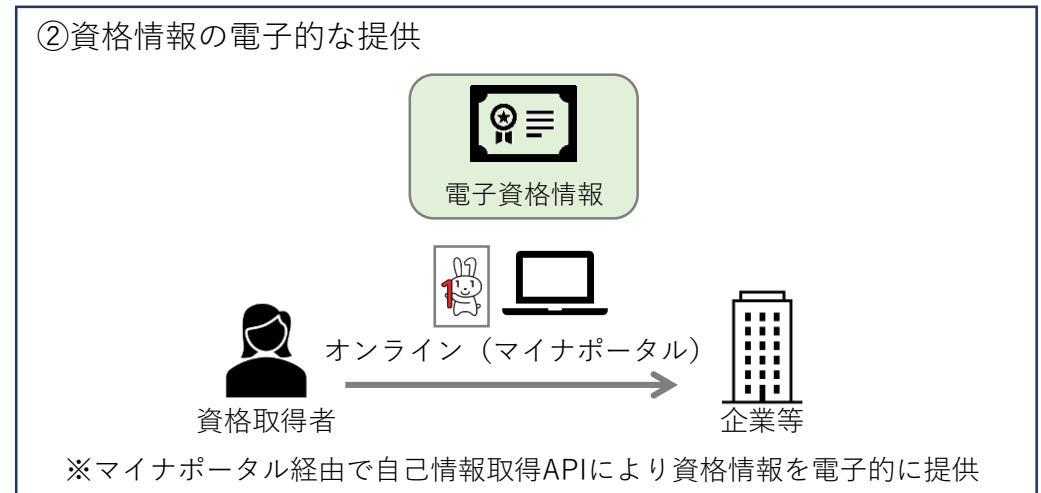 ②資格情報の電子的な提供
電子資格情報
1
オンライン（マイナポータル）
資格取得者
企業等
※マイナポータル経由で自己情報取得APIにより資格情報を電子的に提供